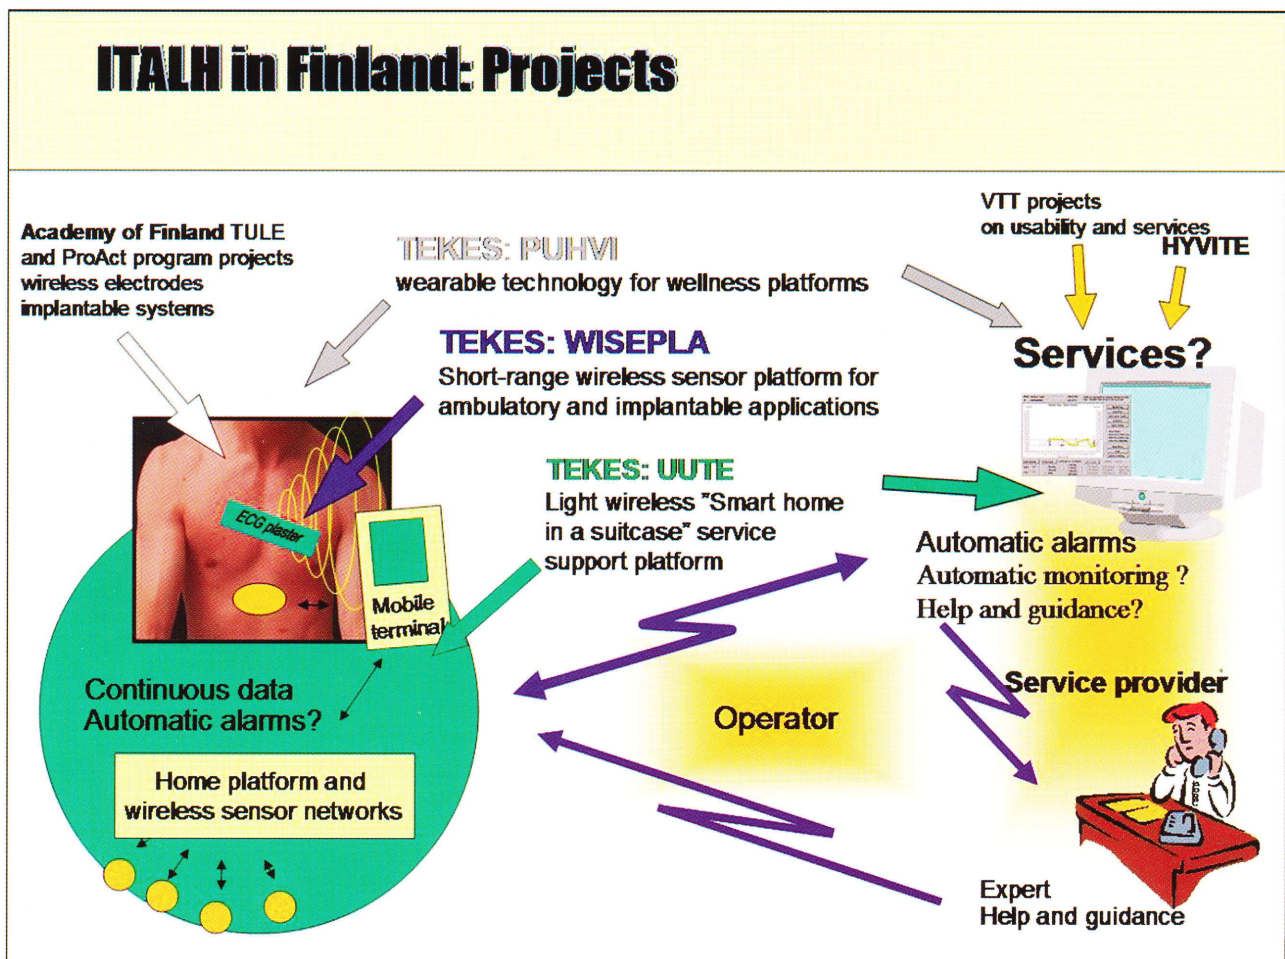 ITALH in Finland: Projects
Academy of Finland TULE
and ProAct program projects
wireless electrodes
implantable systems
TEKES: PUHVI
wearable technology for wellness platforms
VTT projects
on usability and services
HYVITE
TEKES: WISEPLA
Short-range wireless sensor platform for
ambulatory and implantable applications
Services?
TEKES: UUTE
Light wireless "Smart home
in a suitcase" service
support platform
ECG plaster
Mobile
terminal
Automatic alarms
Automatic monitoring ?
Help and guidance?
Continuous data
Automatic alarms?
Operator
Service provider
Home platform and
wireless sensor networks
Expert
Help and guidance